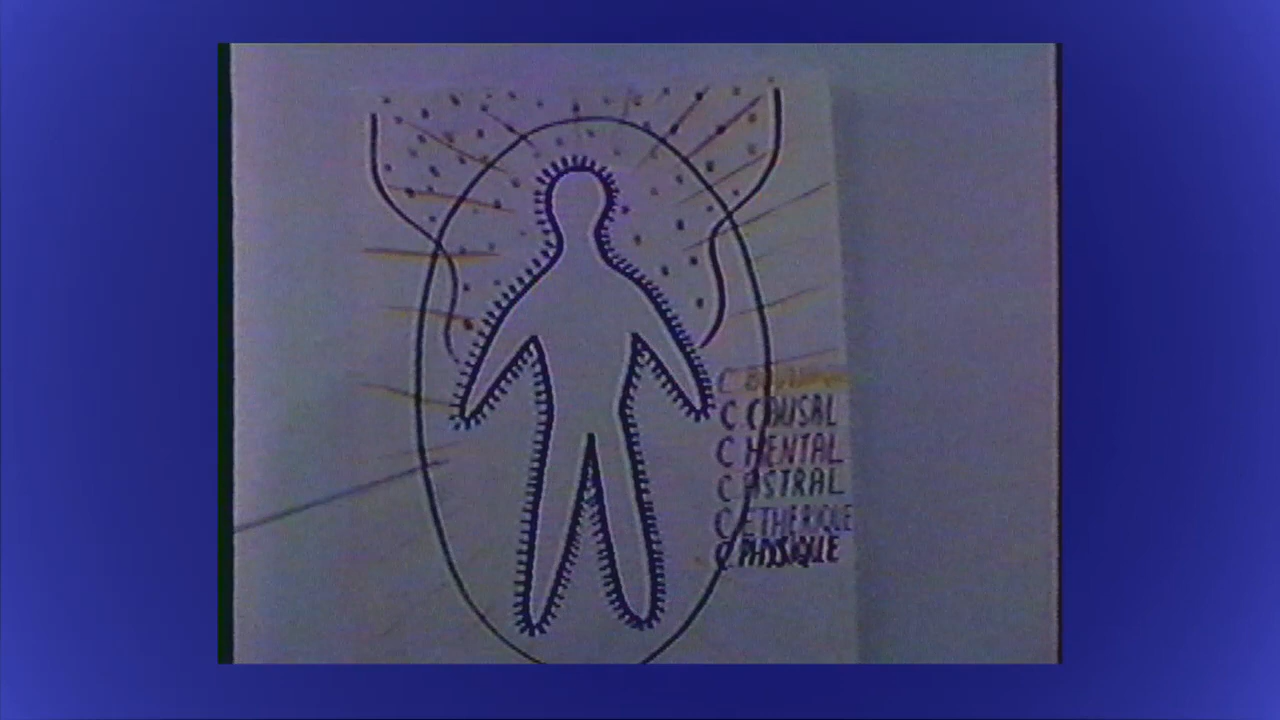 C
C CAUSAL
C MENTAL
C ASTRAL
C ETHERIQUE
C PHYSIQUE